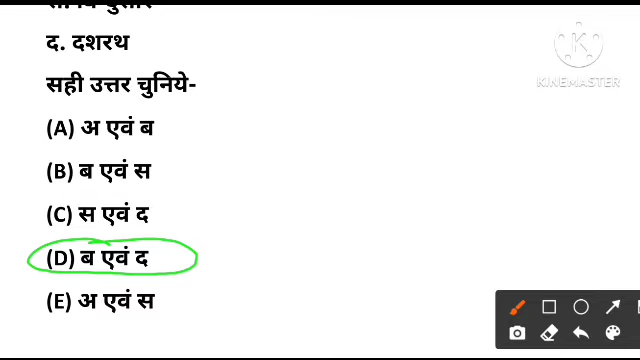 द. दशरथ
सही उत्तर चुनिये-
(A) अ एवं ब
(B) ब एवं स
(C) स एवं द
(D) ब एवं द
(E) अ एवं स
K
KINEMASTER